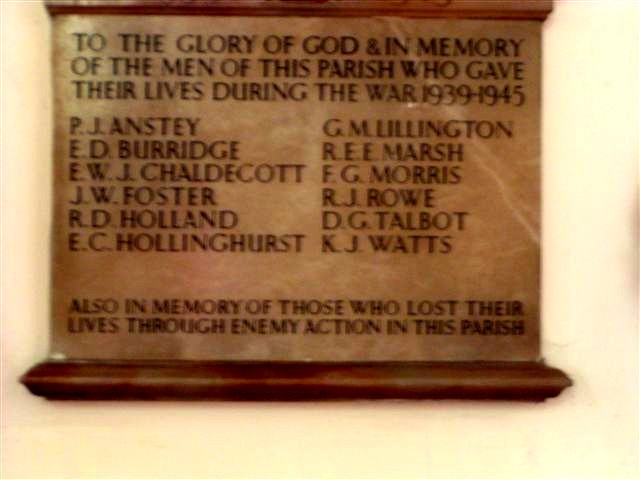 TO THE GLORY OF GOD & IN MEMORY
OF THE MEN OF THIS PARISH WHO GAVE
THEIR LIVES DURING THE WAR 1939-1945
P. J. ANSTEY
E. D. BURRIDGE
E. W. J. CHALDECOTT
J. W. FOSTER
R. D. HOLLAND
E. C. HOLLINGHURST
G. M. LILLINGTON
R. E. E. MARSH
F. G. MORRIS
R. J. ROWE
D. G. TALBOT
K. J. WATTS
ALSO IN MEMORY OF THOSE WHO LOST THEIR
LIVES THROUGH ENEMY ACTION IN THIS PARISH